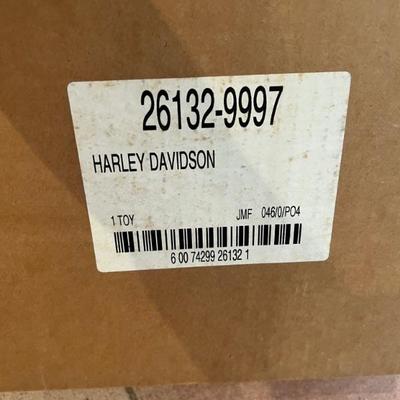 26132-9997
HARLEY DAVIDSON
1 TOY JMF 046/0/PO4
6 00 74299 26132 1